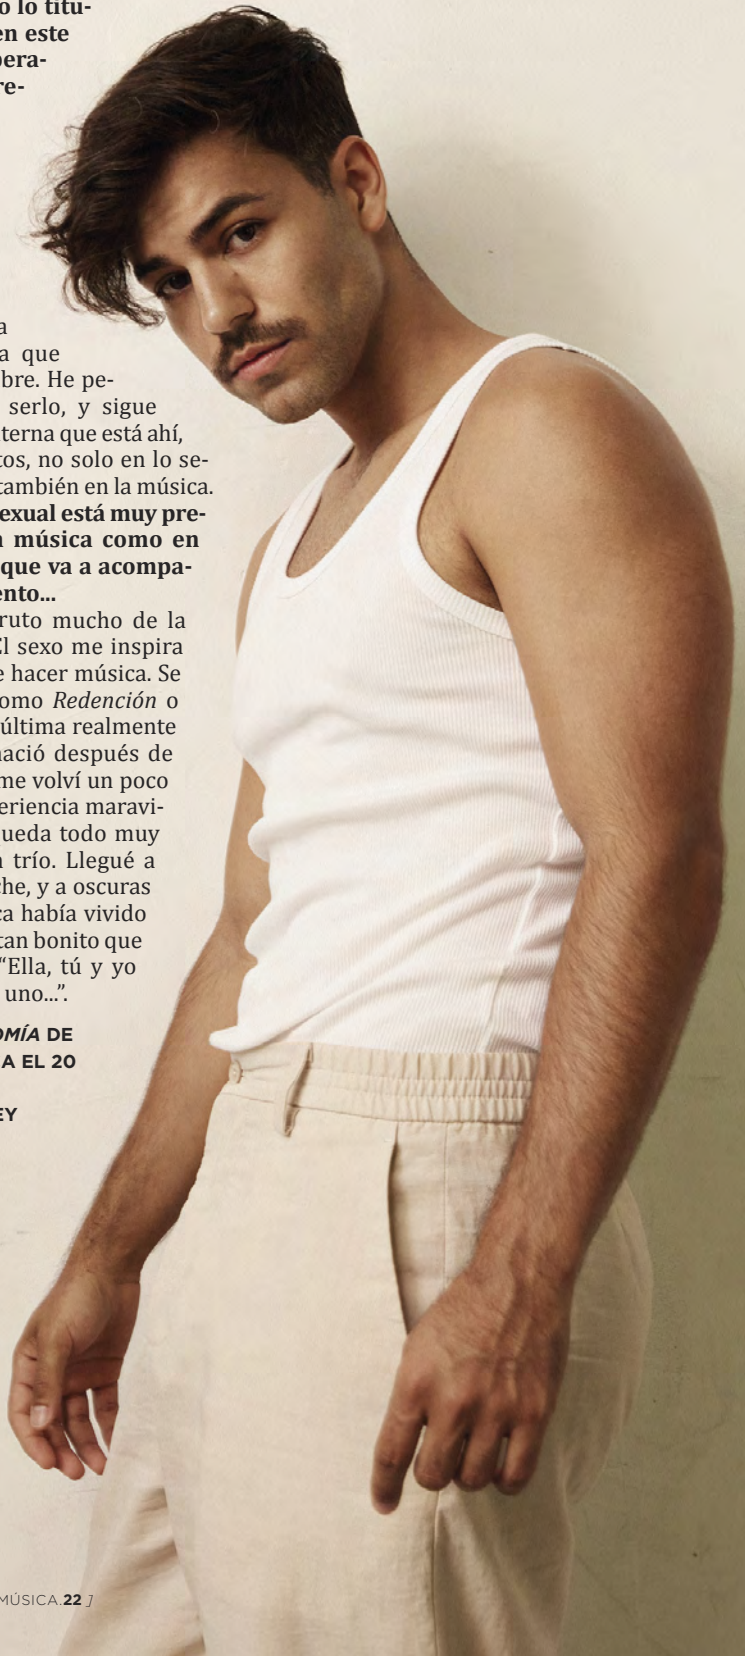 o lo titu-
en este
pera-
re-
a
a que
bre. He pe-
serlo, y sigue
terna que está ahí,
tos, no solo en lo se-
también en la música.
exual está muy pre-
música como en
que va a acompa-
ento...
ruto mucho de la
El sexo me inspira
e hacer música. Se
omo Redención o
última realmente
nació después de
me volví un poco
eriencia maravi-
ueda todo muy
trío. Llegué a
che, y a oscuras
ca había vivido
tan bonito que
“Ella, tú y yo
uno...”.
OMÍA DE
A EL 20
EY
MÚSICA.22 ]